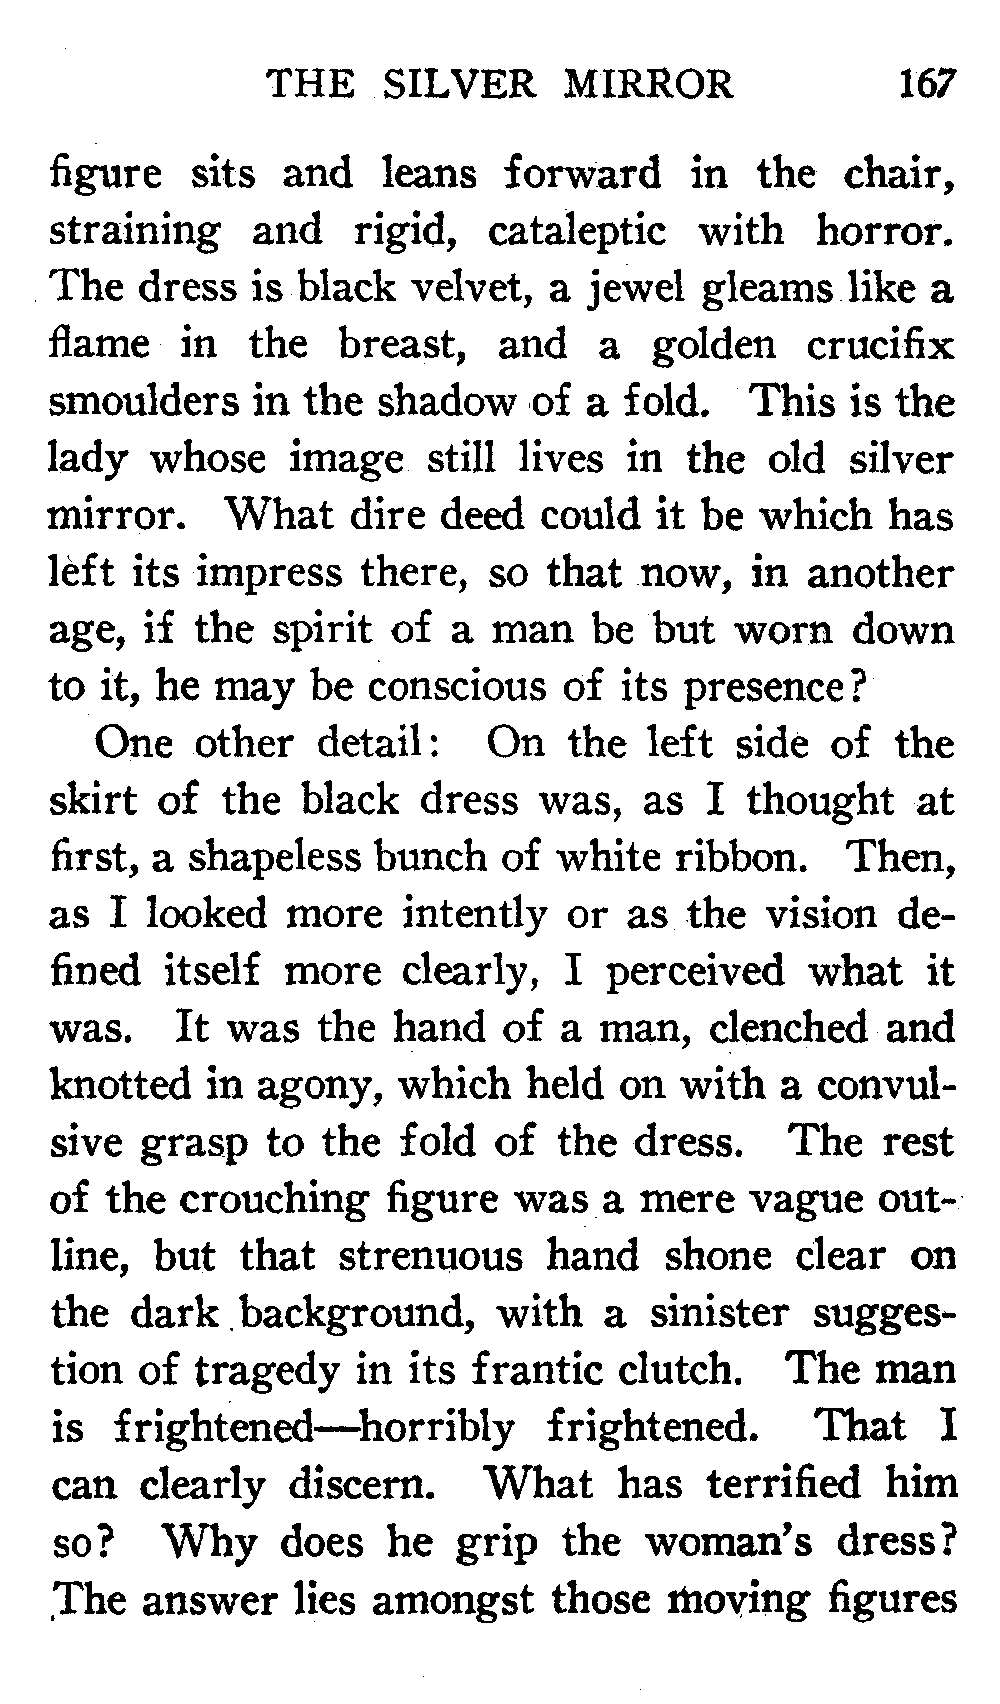 THE SILVER MIRROR 167
figure sits and leans forward in the chair,
straining and rigid, cataleptic with horror.
The dress is black velvet, a jewel gleams like a
flame in the breast, and a golden crucifix
smoulders in the shadow of a fold. This is the
lady whose image still lives in the old silver
mirror. What dire deed could it be which has
left its impress there, so that now, in another
age, if the spirit of a man be but worn down
to it, he may be conscious of its presence?
One other detail: On the left side of the
skirt of the black dress was, as I thought at
first, a shapeless bunch of white ribbon. Then,
as I looked more intently or as the vision de-
fined itself more clearly, I perceived what it
was. It was the hand of a man, clenched and
knotted in agony, which held on with a convul-
sive grasp to the fold of the dress. The rest
of the crouching figure was a mere vague out-
line, but that strenuous hand shone clear on
the dark background, with a sinister sugges-
tion of tragedy in its frantic clutch. The man
is frightened—horribly frightened. That I
can clearly discern. What has terrified him
so? Why does he grip the woman's dress?
The answer lies amongst those moving figures